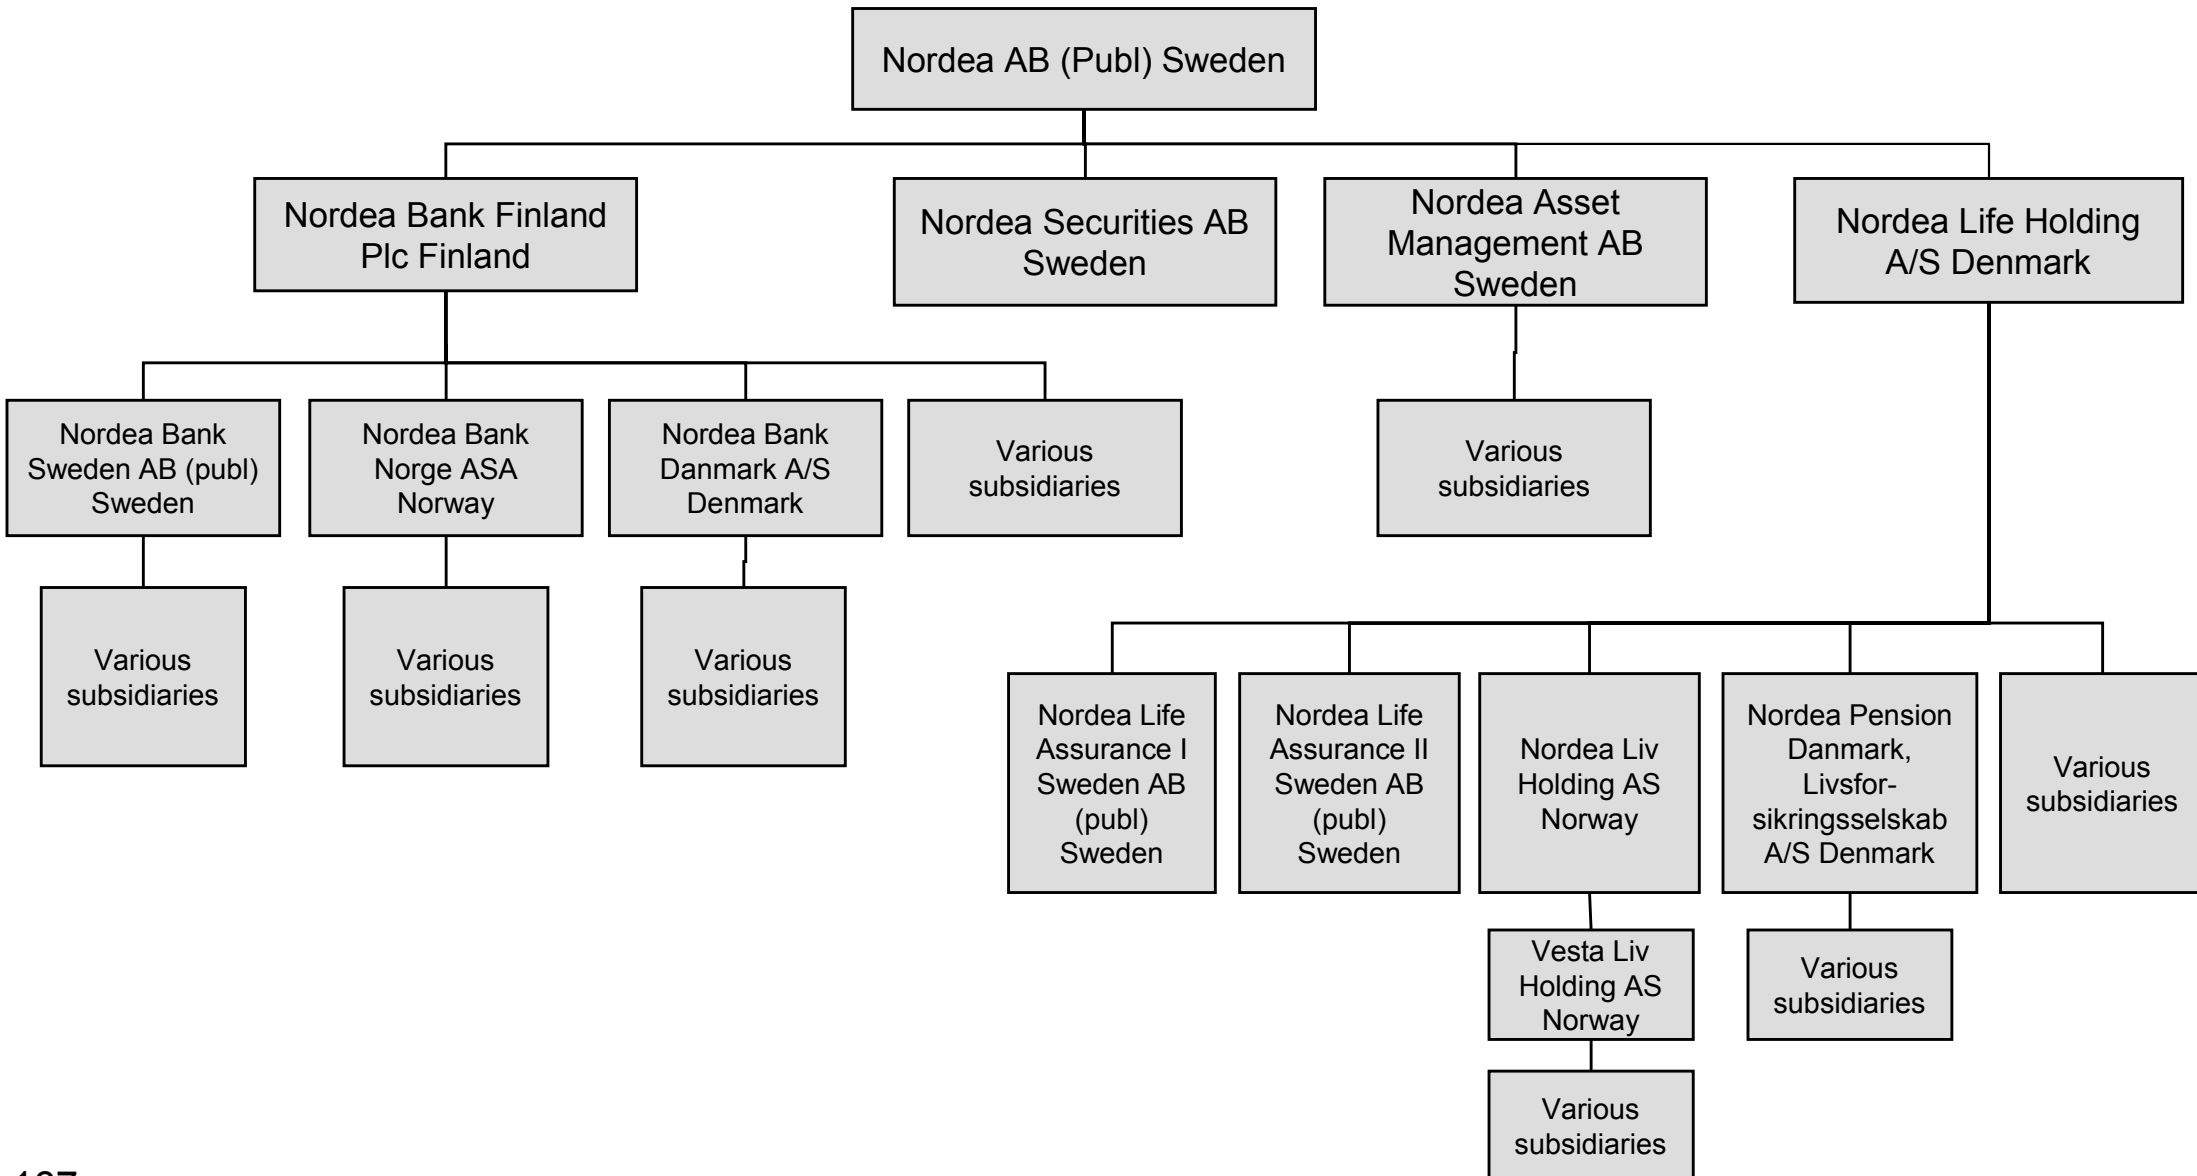 Nordea AB (Publ) Sweden
Nordea Bank Finland
Plc Finland
Nordea Securities AB
Sweden
Nordea Asset
Management AB
Sweden
Nordea Life Holding
A/S Denmark
Nordea Bank
Sweden AB (publ)
Sweden
Nordea Bank
Norge ASA
Norway
Nordea Bank
Danmark A/S
Denmark
Various
subsidiaries
Various
subsidiaries
Various
subsidiaries
Various
subsidiaries
Various
subsidiaries
Nordea Life
Assurance I
Sweden AB
(publ)
Sweden
Nordea Life
Assurance II
Sweden AB
(publ)
Sweden
Nordea Liv
Holding AS
Norway
Nordea Pension
Danmark,
Livsfor-
sikringsselskab
A/S Denmark
Various
subsidiaries
Vesta Liv
Holding AS
Norway
Various
subsidiaries
Various
subsidiaries